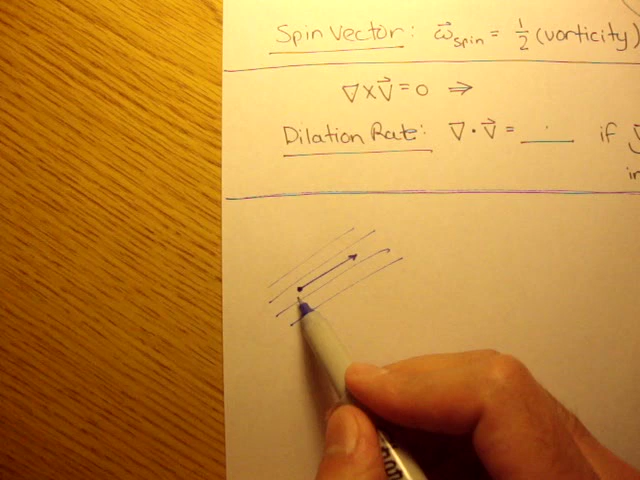 Spin Vector: ω⃗spin = 1/2 (vorticity)
∇×V⃗ = 0 ⇒
Dilation Rate: ∇·V⃗ = ___ if